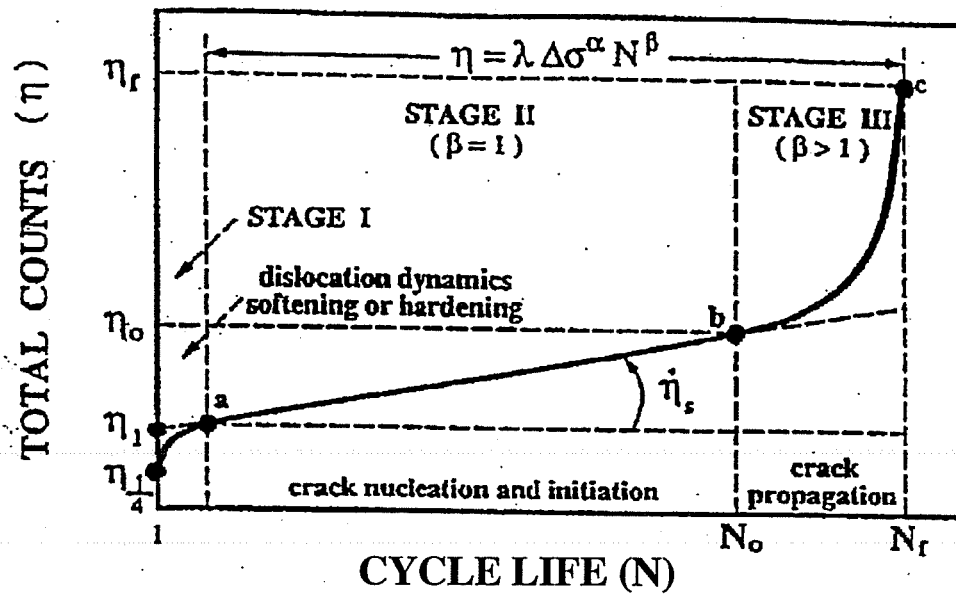 TOTAL COUNTS (η)
η = λ Δσ^α N^β
η_f
c
STAGE II
(β=1)
STAGE III
(β>1)
STAGE I
dislocation dynamics
softening or hardening
η_o
b
a
η̇_s
η_1
η_1/4
crack nucleation and initiation
crack
propagation
1
N_o
N_f
CYCLE LIFE (N)